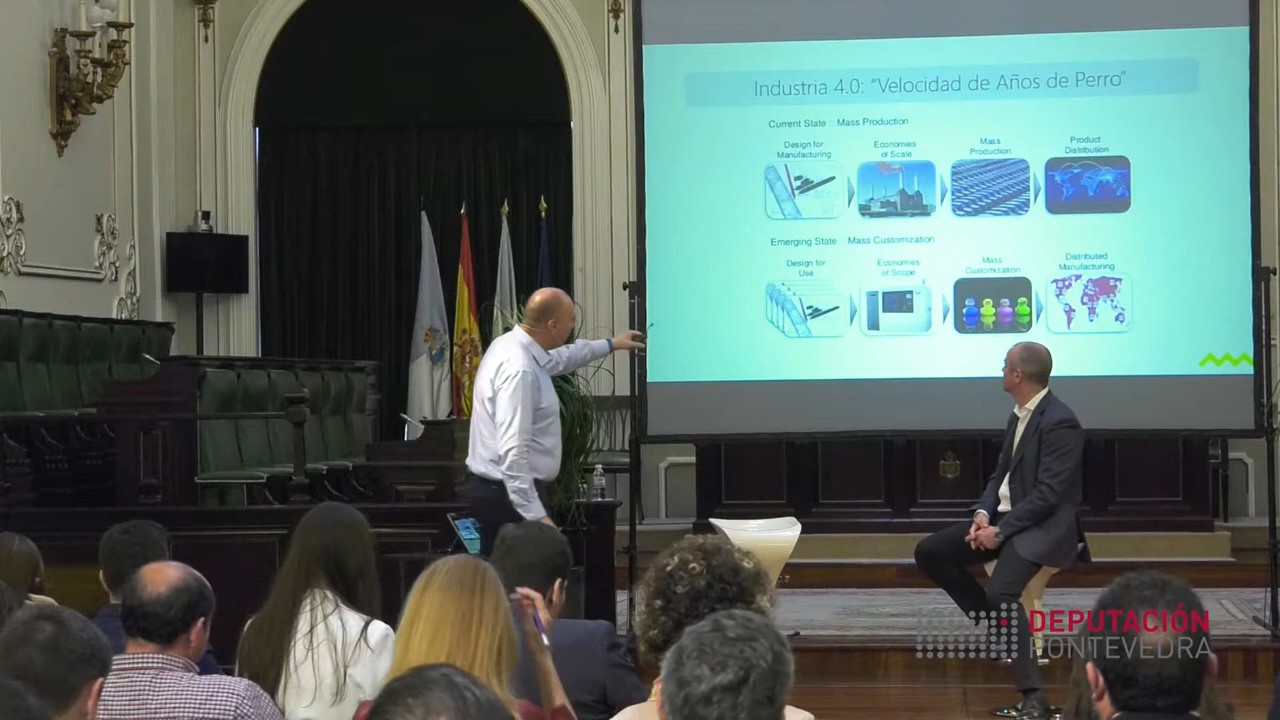 Industria 4.0: “Velocidad de Años de Perro”
Current State : Mass Production
Design for
Manufacturing
Economies
of Scale
Mass
Production
Product
Distribution
Emerging State Mass Customization
Design for
Use
Economies
of Scope
Mass
Customization
Distributed
Manufacturing
DEPUTACIÓN
PONTEVEDRA